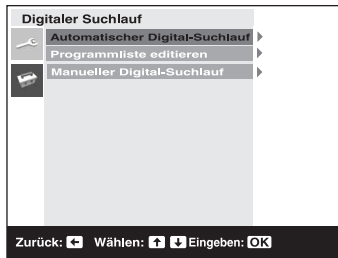 Digitaler Suchlauf
Automatischer Digital-Suchlauf
Programmliste editieren
Manueller Digital-Suchlauf
Zurück: Wählen: Eingeben: OK